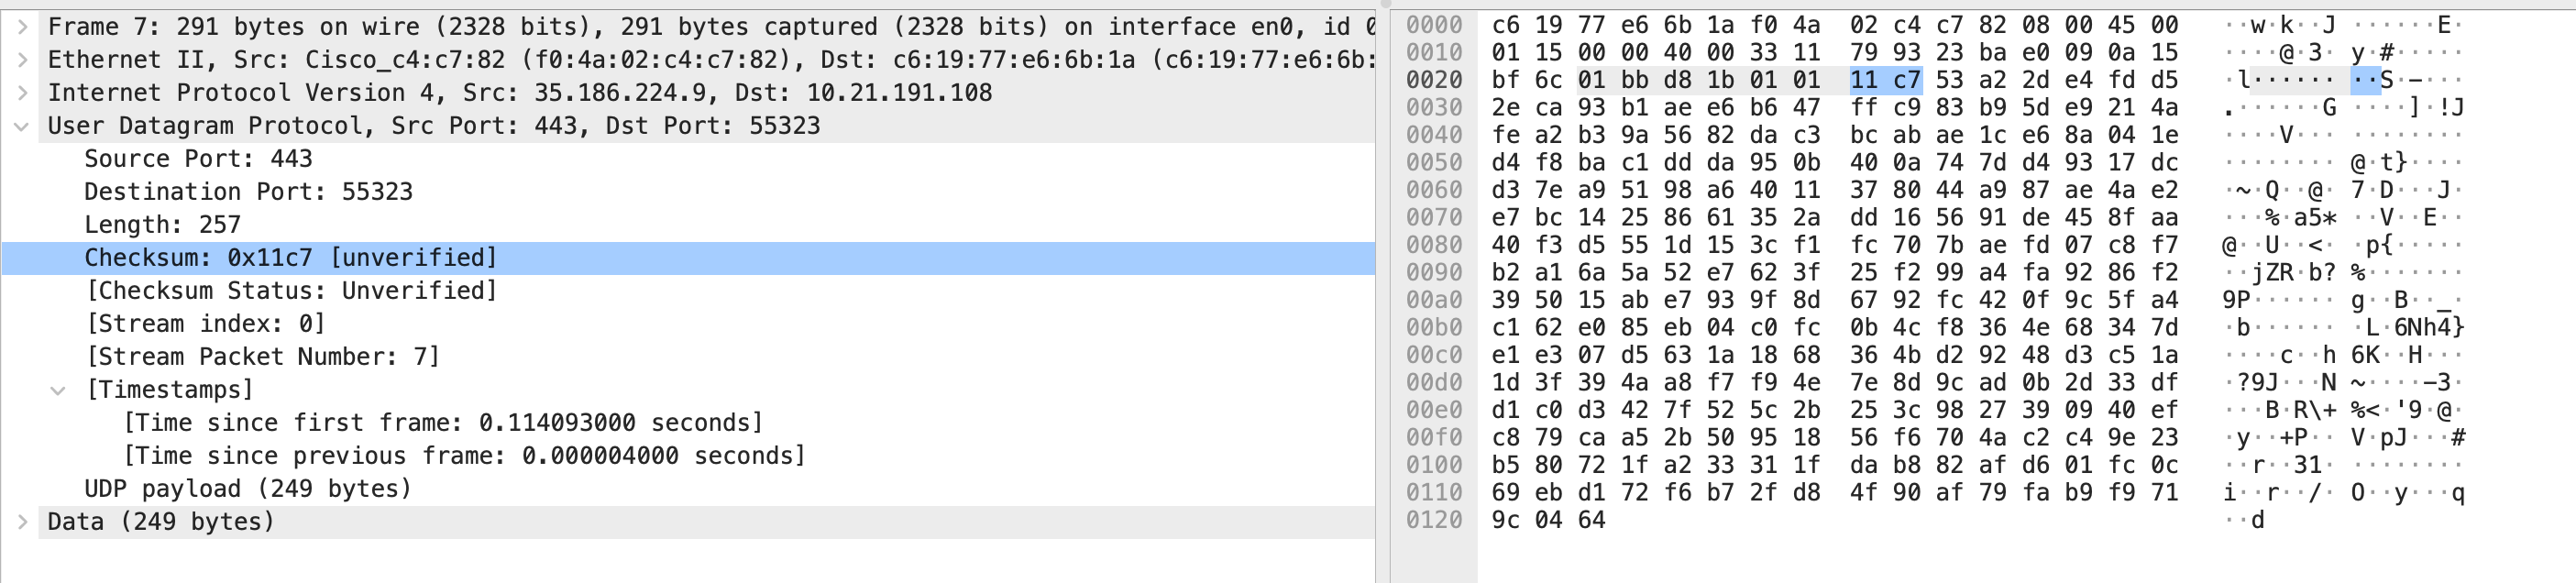 Frame 7: 291 bytes on wire (2328 bits), 291 bytes captured (2328 bits) on interface en0, id 0
Ethernet II, Src: Cisco_c4:c7:82 (f0:4a:02:c4:c7:82), Dst: c6:19:77:e6:6b:1a (c6:19:77:e6:6b:
Internet Protocol Version 4, Src: 35.186.224.9, Dst: 10.21.191.108
User Datagram Protocol, Src Port: 443, Dst Port: 55323
Source Port: 443
Destination Port: 55323
Length: 257
Checksum: 0x11c7 [unverified]
[Checksum Status: Unverified]
[Stream index: 0]
[Stream Packet Number: 7]
[Timestamps]
[Time since first frame: 0.114093000 seconds]
[Time since previous frame: 0.000004000 seconds]
UDP payload (249 bytes)
Data (249 bytes)
0000 c6 19 77 e6 6b 1a f0 4a 02 c4 c7 82 08 00 45 00 ··w·k··J ······E·
0010 01 15 00 00 40 00 33 11 79 93 23 ba e0 09 0a 15 ····@·3· y·#·····
0020 bf 6c 01 bb d8 1b 01 01 11 c7 53 a2 2d e4 fd d5 ·l······ ··S·-···
0030 2e ca 93 b1 ae e6 b6 47 ff c9 83 b9 5d e9 21 4a .······G ····]·!J
0040 fe a2 b3 9a 56 82 da c3 bc ab ae 1c e6 8a 04 1e ····V··· ········
0050 d4 f8 ba c1 dd da 95 0b 40 0a 74 7d d4 93 17 dc ········ @·t}····
0060 d3 7e a9 51 98 a6 40 11 37 80 44 a9 87 ae 4a e2 ·~·Q··@· 7·D···J·
0070 e7 bc 14 25 86 61 35 2a dd 16 56 91 de 45 8f aa ···%·a5* ··V··E··
0080 40 f3 d5 55 1d 15 3c f1 fc 70 7b ae fd 07 c8 f7 @··U··<· ·p{·····
0090 b2 a1 6a 5a 52 e7 62 3f 25 f2 99 a4 fa 92 86 f2 ··jZR·b? %·······
00a0 39 50 15 ab e7 93 9f 8d 67 92 fc 42 0f 9c 5f a4 9P······ g··B··_·
00b0 c1 62 e0 85 eb 04 c0 fc 0b 4c f8 36 4e 68 34 7d ·b······ ·L·6Nh4}
00c0 e1 e3 07 d5 63 1a 18 68 36 4b d2 92 48 d3 c5 1a ····c··h 6K··H···
00d0 1d 3f 39 4a a8 f7 f9 4e 7e 8d 9c ad 0b 2d 33 df ·?9J···N ~····-3·
00e0 d1 c0 d3 42 7f 52 5c 2b 25 3c 98 27 39 09 40 ef ···B·R\+ %<·'9·@·
00f0 c8 79 ca a5 2b 50 95 18 56 f6 70 4a c2 c4 9e 23 ·y··+P·· V·pJ···#
0100 b5 80 72 1f a2 33 31 1f da b8 82 af d6 01 fc 0c ··r··31· ········
0110 69 eb d1 72 f6 b7 2f d8 4f 90 af 79 fa b9 f9 71 i··r··/· O··y···q
0120 9c 04 64 ··d